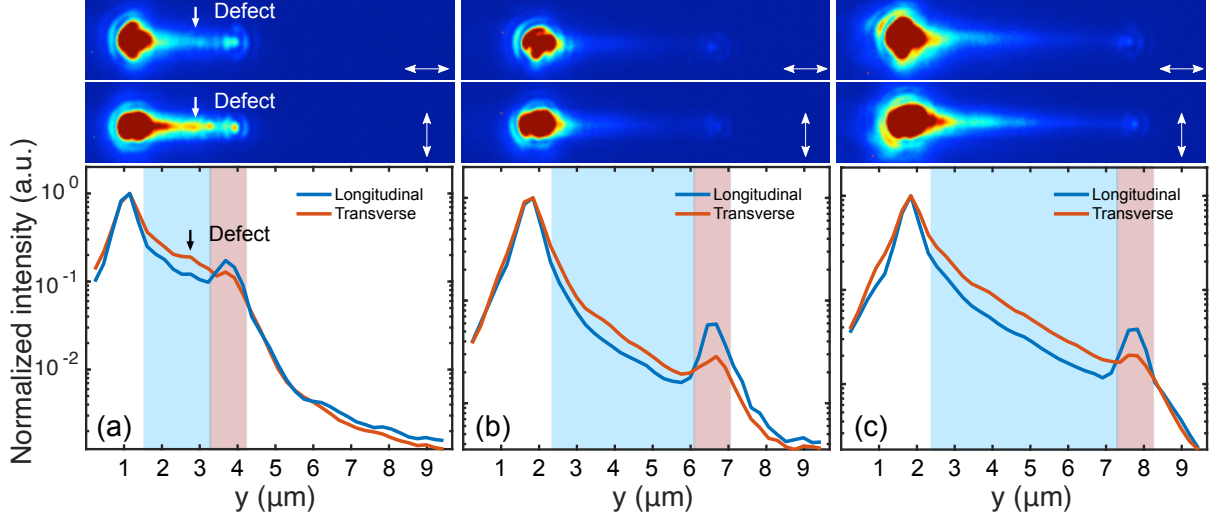 Defect
Defect
Normalized intensity (a.u.)
10^0
10^-1
10^-2
Longitudinal
Transverse
Defect
(a)
1 2 3 4 5 6 7 8 9
y (μm)
Longitudinal
Transverse
(b)
1 2 3 4 5 6 7 8 9
y (μm)
Longitudinal
Transverse
(c)
1 2 3 4 5 6 7 8 9
y (μm)